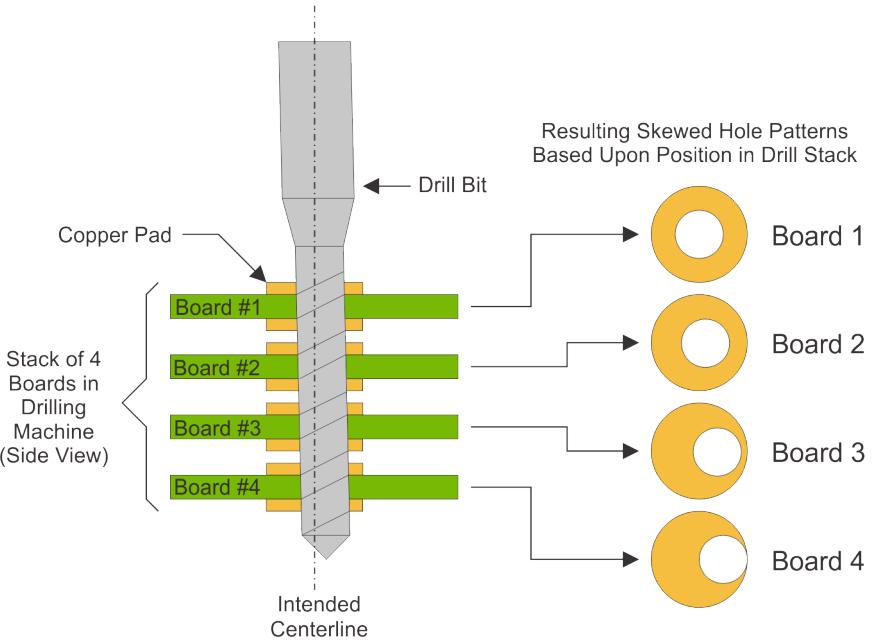 Resulting Skewed Hole Patterns
Based Upon Position in Drill Stack
Drill Bit
Copper Pad
Board 1
Board #1
Board 2
Stack of 4
Boards in
Drilling
Machine
(Side View)
Board #2
Board #3
Board 3
Board #4
Board 4
Intended
Centerline